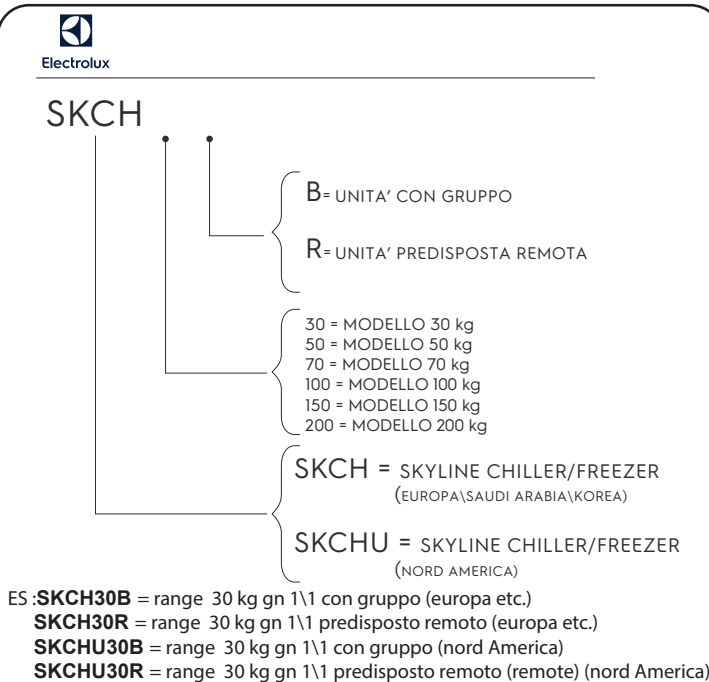 Electrolux
SKCH
B= UNITA’ CON GRUPPO
R= UNITA’ PREDISPOSTA REMOTA
30 = MODELLO 30 kg
50 = MODELLO 50 kg
70 = MODELLO 70 kg
100 = MODELLO 100 kg
150 = MODELLO 150 kg
200 = MODELLO 200 kg
SKCH = SKYLINE CHILLER/FREEZER
(EUROPA\SAUDI ARABIA\KOREA)
SKCHU = SKYLINE CHILLER/FREEZER
(NORD AMERICA)
ES :SKCH30B = range 30 kg gn 1\1 con gruppo (europa etc.)
SKCH30R = range 30 kg gn 1\1 predisposto remoto (europa etc.)
SKCHU30B = range 30 kg gn 1\1 con gruppo (nord America)
SKCHU30R = range 30 kg gn 1\1 predisposto remoto (remote) (nord America)